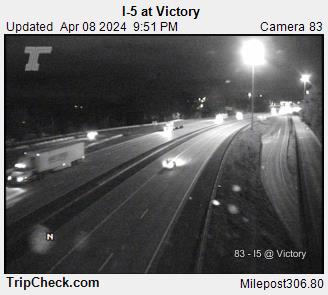 I-5 at Victory
Updated Apr 08 2024 9:51 PM Camera 83
T
N
83 - I5 @ Victory
TripCheck.com Milepost306.80